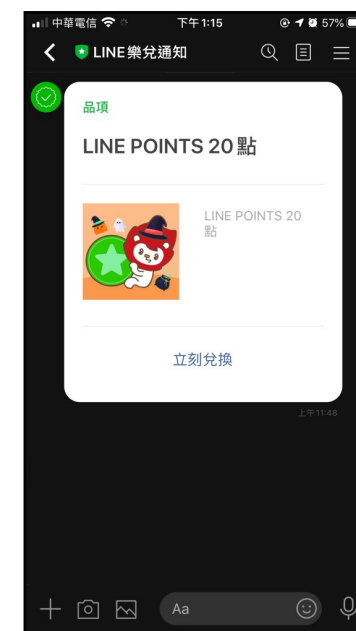 中華電信 下午1:15 57%
LINE樂兌通知
品項
LINE POINTS 20點
LINE POINTS 20
點
立刻兌換
上午11:48
Aa